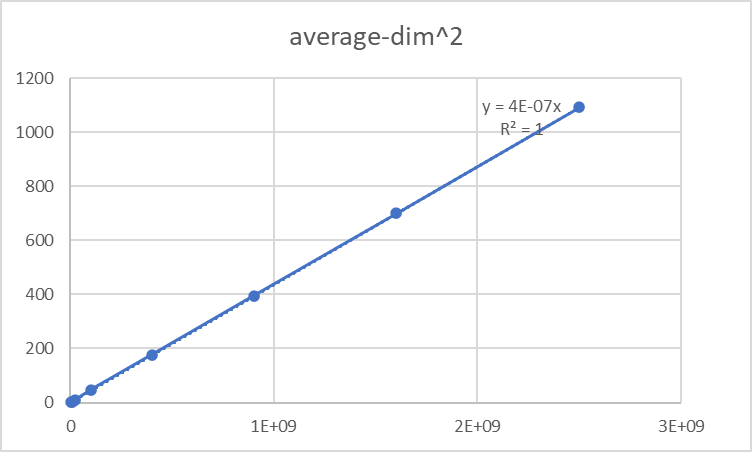 average-dim^2
1200
1000
800
600
400
200
0
y = 4E-07x
R² = 1
0
1E+09
2E+09
3E+09